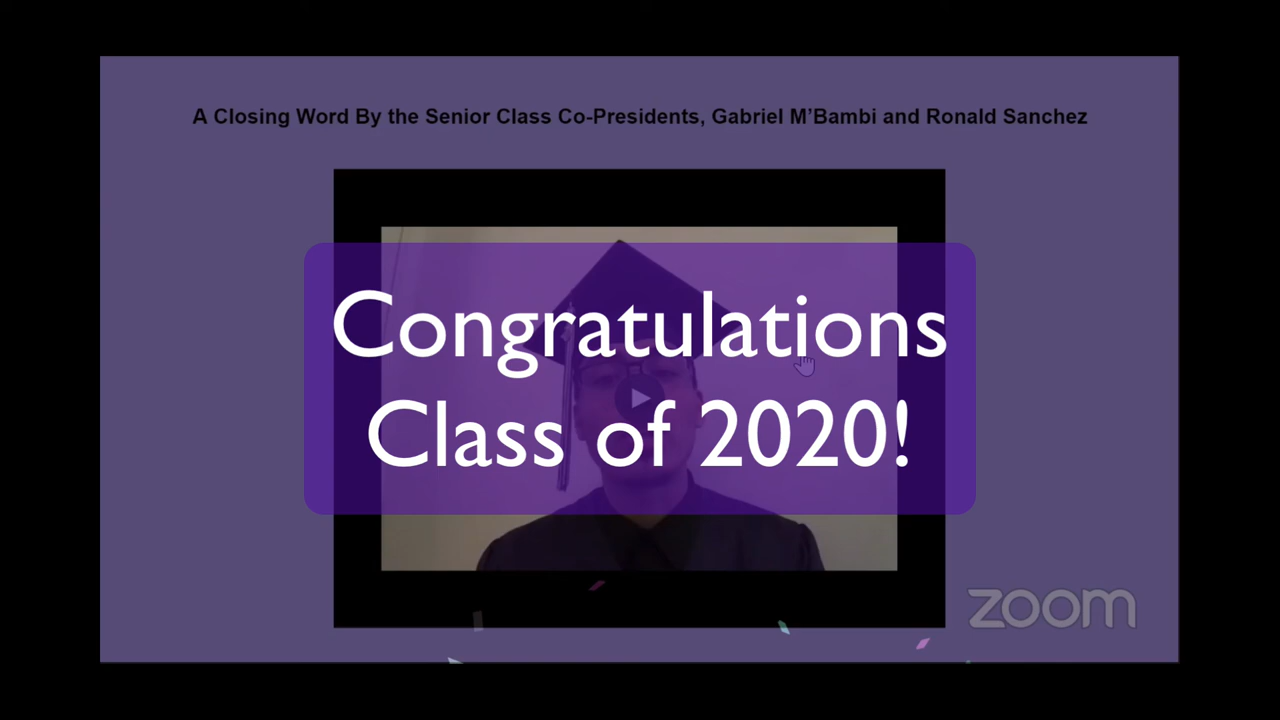 A Closing Word By the Senior Class Co-Presidents, Gabriel M'Bambi and Ronald Sanchez
Congratulations
Class of 2020!
zoom